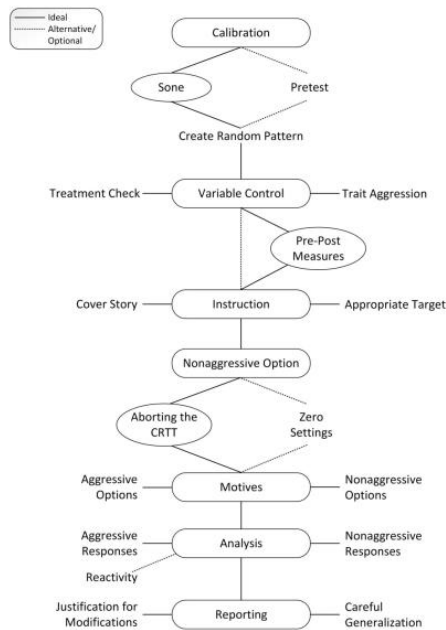 Ideal
Alternative/
Optional
Calibration
Sone
Pretest
Create Random Pattern
Treatment Check
Variable Control
Trait Aggression
Pre-Post
Measures
Cover Story
Instruction
Appropriate Target
Nonaggressive Option
Aborting the
CRTT
Zero
Settings
Aggressive
Options
Motives
Nonaggressive
Options
Aggressive
Responses
Analysis
Nonaggressive
Responses
Reactivity
Justification for
Modifications
Reporting
Careful
Generalization